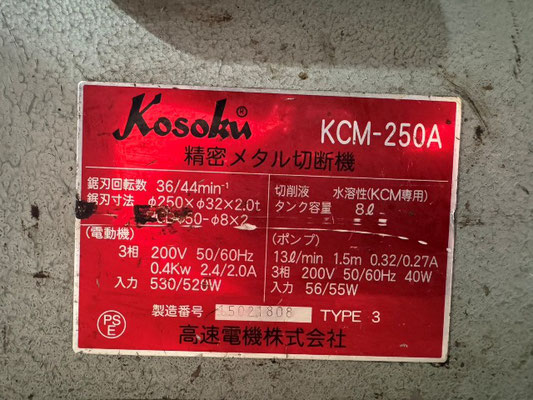 Kosoku® KCM-250A
精密メタル切断機
鋸刃回転数 36/44min⁻¹
鋸刃寸法 φ250×φ32×2.0t
50-φ8×2
(電動機)
3相 200V 50/60Hz
0.4Kw 2.4/2.0A
入力 530/520W
切削液 水溶性(KCM専用)
タンク容量 8ℓ
(ポンプ)
13ℓ/min 1.5m 0.32/0.27A
3相 200V 50/60Hz 40W
入力 56/55W
製造番号 15021808 TYPE 3
PS
E
高速電機株式会社